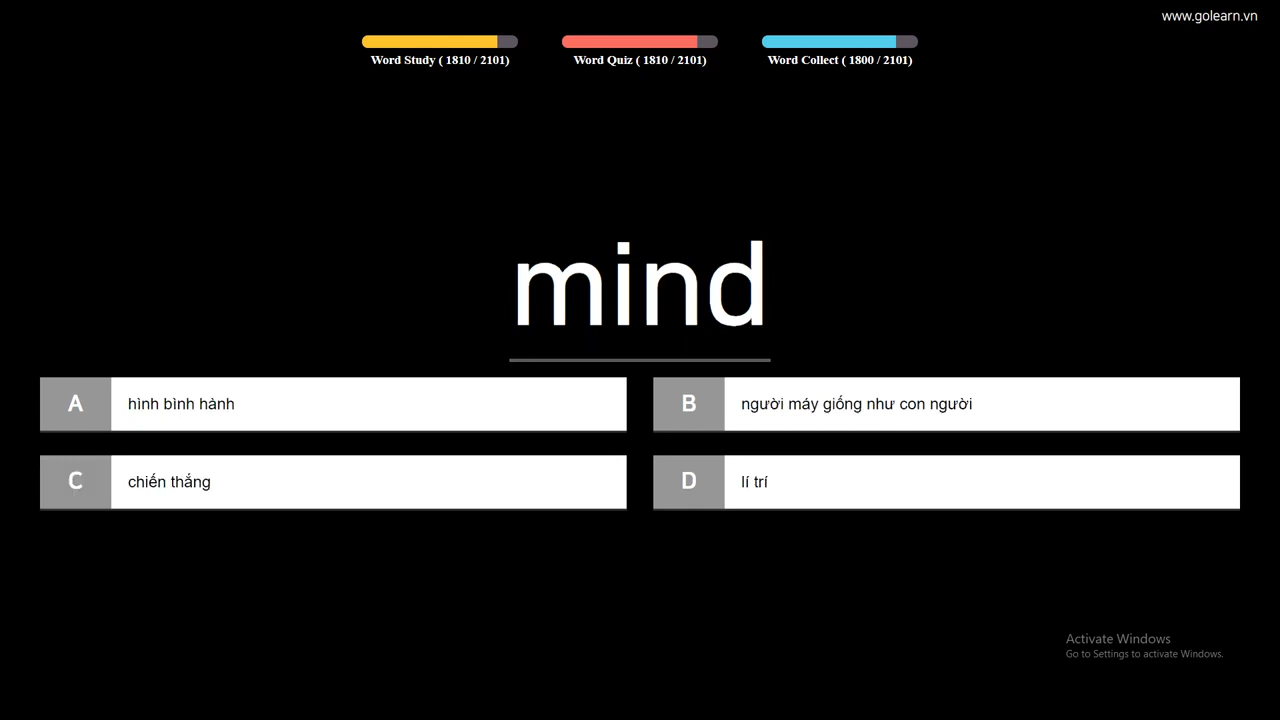 www.golearn.vn
Word Study ( 1810 / 2101)
Word Quiz ( 1810 / 2101)
Word Collect ( 1800 / 2101)
mind
A hình bình hành
B người máy giống như con người
C chiến thắng
D lí trí
Activate Windows
Go to Settings to activate Windows.